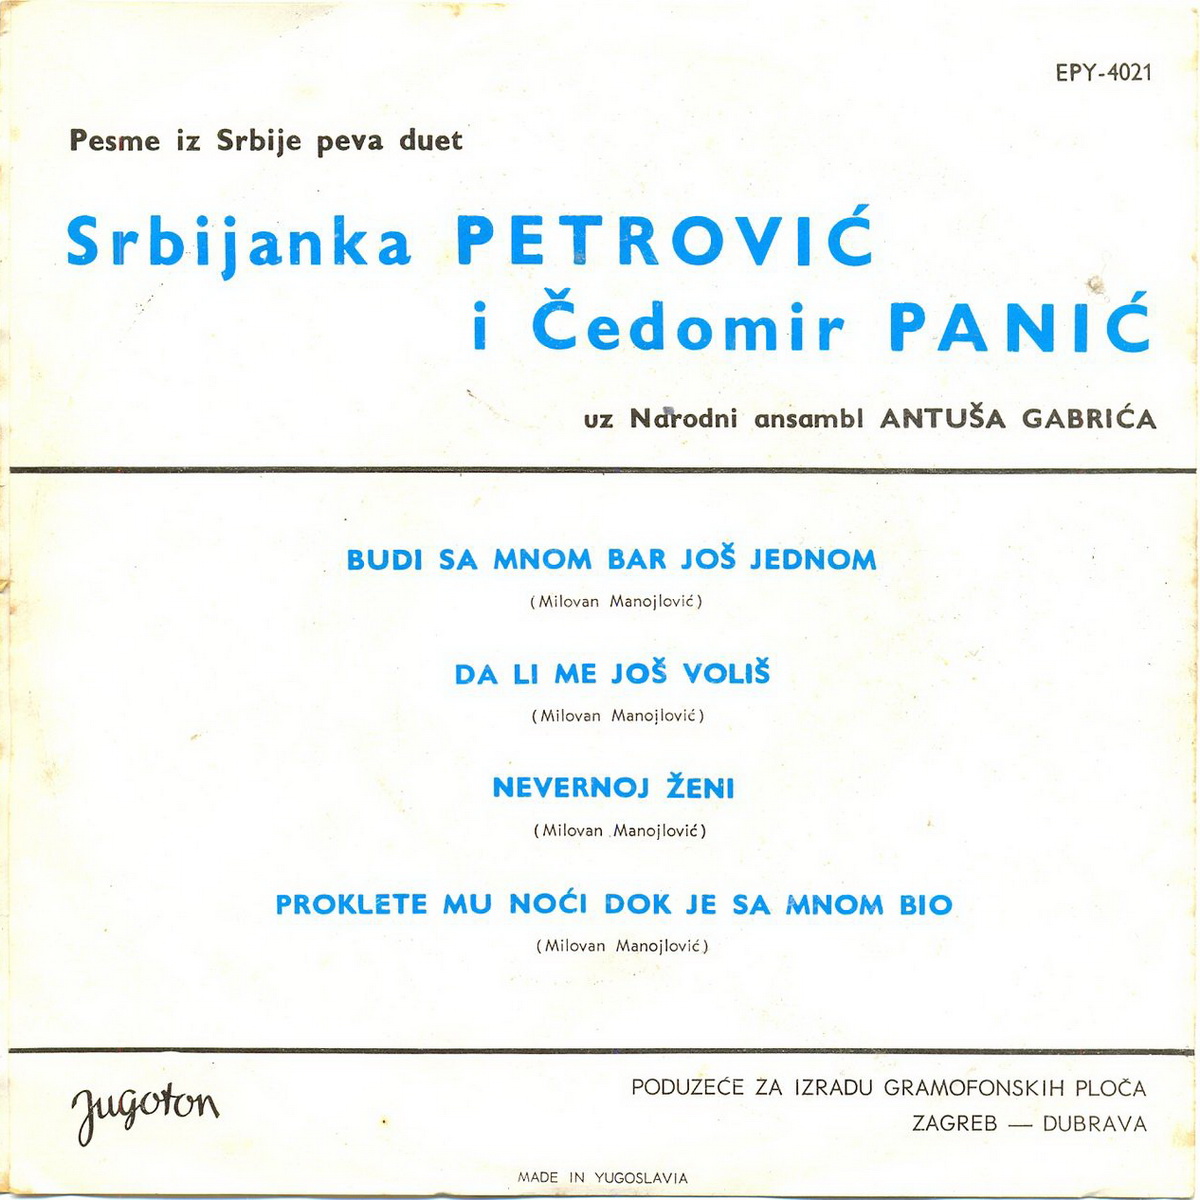 EPY-4021
Pesme iz Srbije peva duet
Srbijanka PETROVIĆ
i Čedomir PANIĆ
uz Narodni ansambl ANTUŠA GABRIĆA
BUDI SA MNOM BAR JOŠ JEDNOM
(Milovan Manojlović)
DA LI ME JOŠ VOLIŠ
(Milovan Manojlović)
NEVERNOJ ŽENI
(Milovan Manojlović)
PROKLETE MU NOĆI DOK JE SA MNOM BIO
(Milovan Manojlović)
Jugoton
PODUZEĆE ZA IZRADU GRAMOFONSKIH PLOČA
ZAGREB — DUBRAVA
MADE IN YUGOSLAVIA